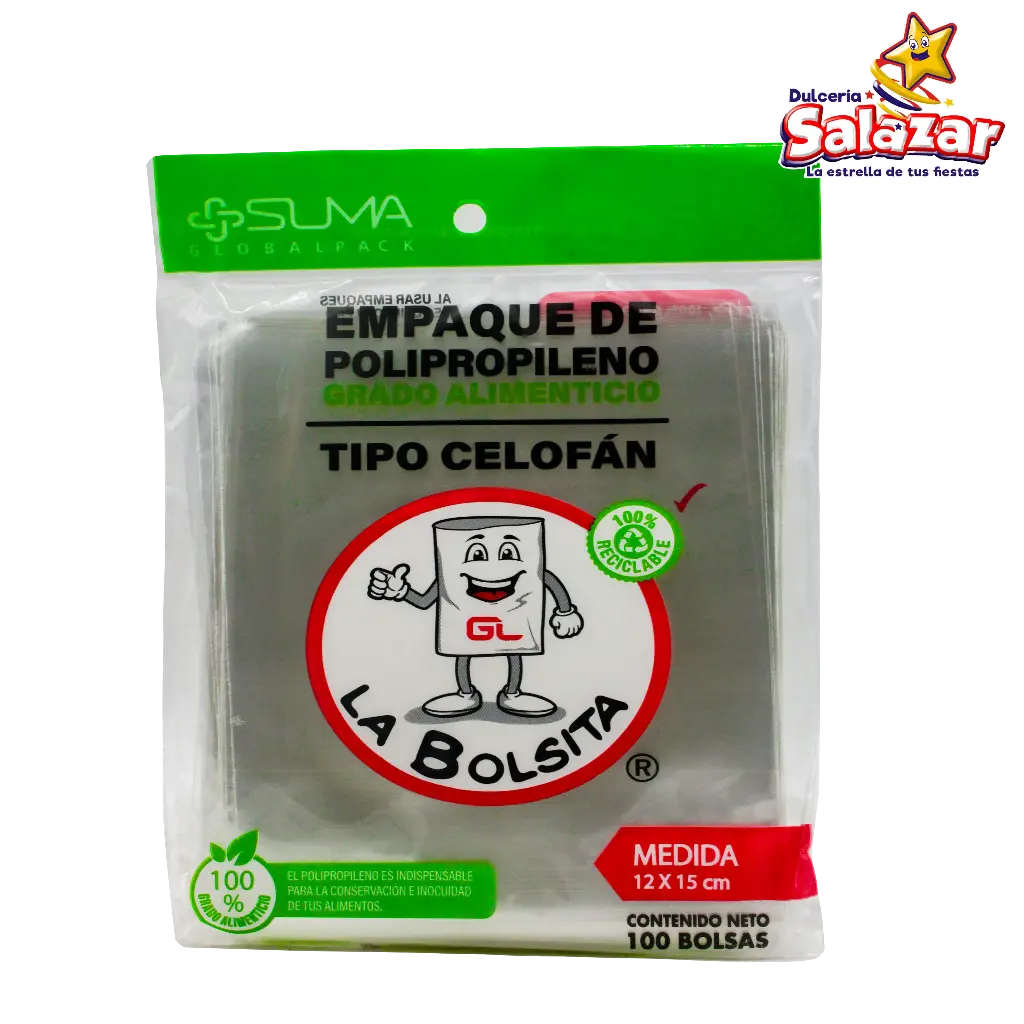 Dulceria
Salazar
La estrella de tus fiestas
SUMA
GLOBALPACK
AL USAR EMPAQUES
EMPAQUE DE
POLIPROPILENO
GRADO ALIMENTICIO
TIPO CELOFÁN
100%
RECICLABLE
GL
LA BOLSITA
®
100
%
GRADO ALIMENTICIO
EL POLIPROPILENO ES INDISPENSABLE
PARA LA CONSERVACIÓN E INOCUIDAD
DE TUS ALIMENTOS.
MEDIDA
12 X 15 cm
CONTENIDO NETO
100 BOLSAS